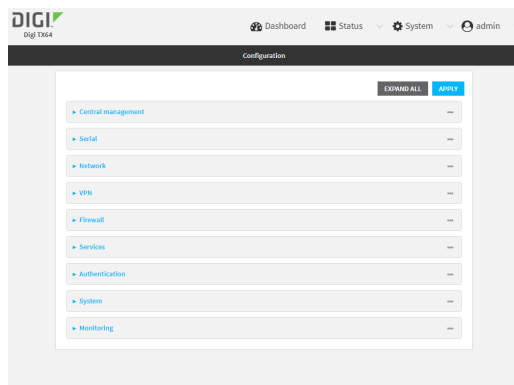 DIGI
Digi TX64
Dashboard Status System admin
Configuration
EXPAND ALL APPLY
Central management
Serial
Network
VPN
Firewall
Services
Authentication
System
Monitoring